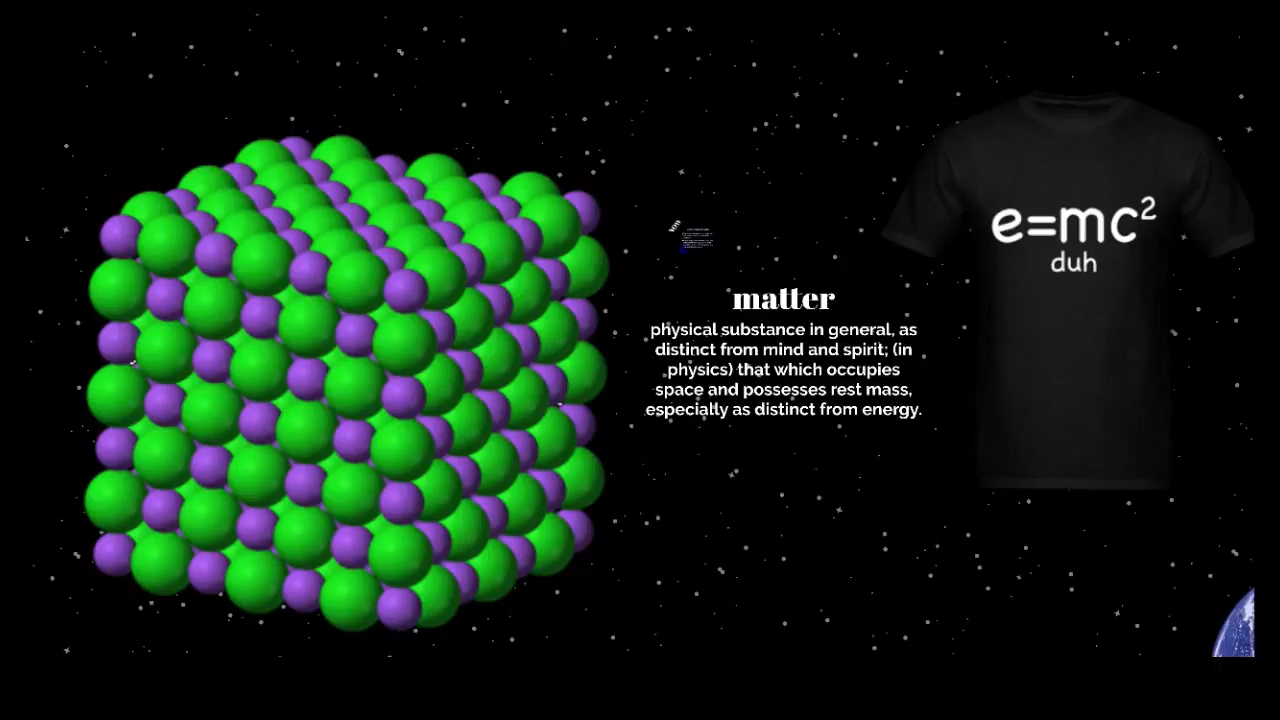 matter
physical substance in general, as
distinct from mind and spirit; (in
physics) that which occupies
space and possesses rest mass,
especially as distinct from energy.
e=mc²
duh